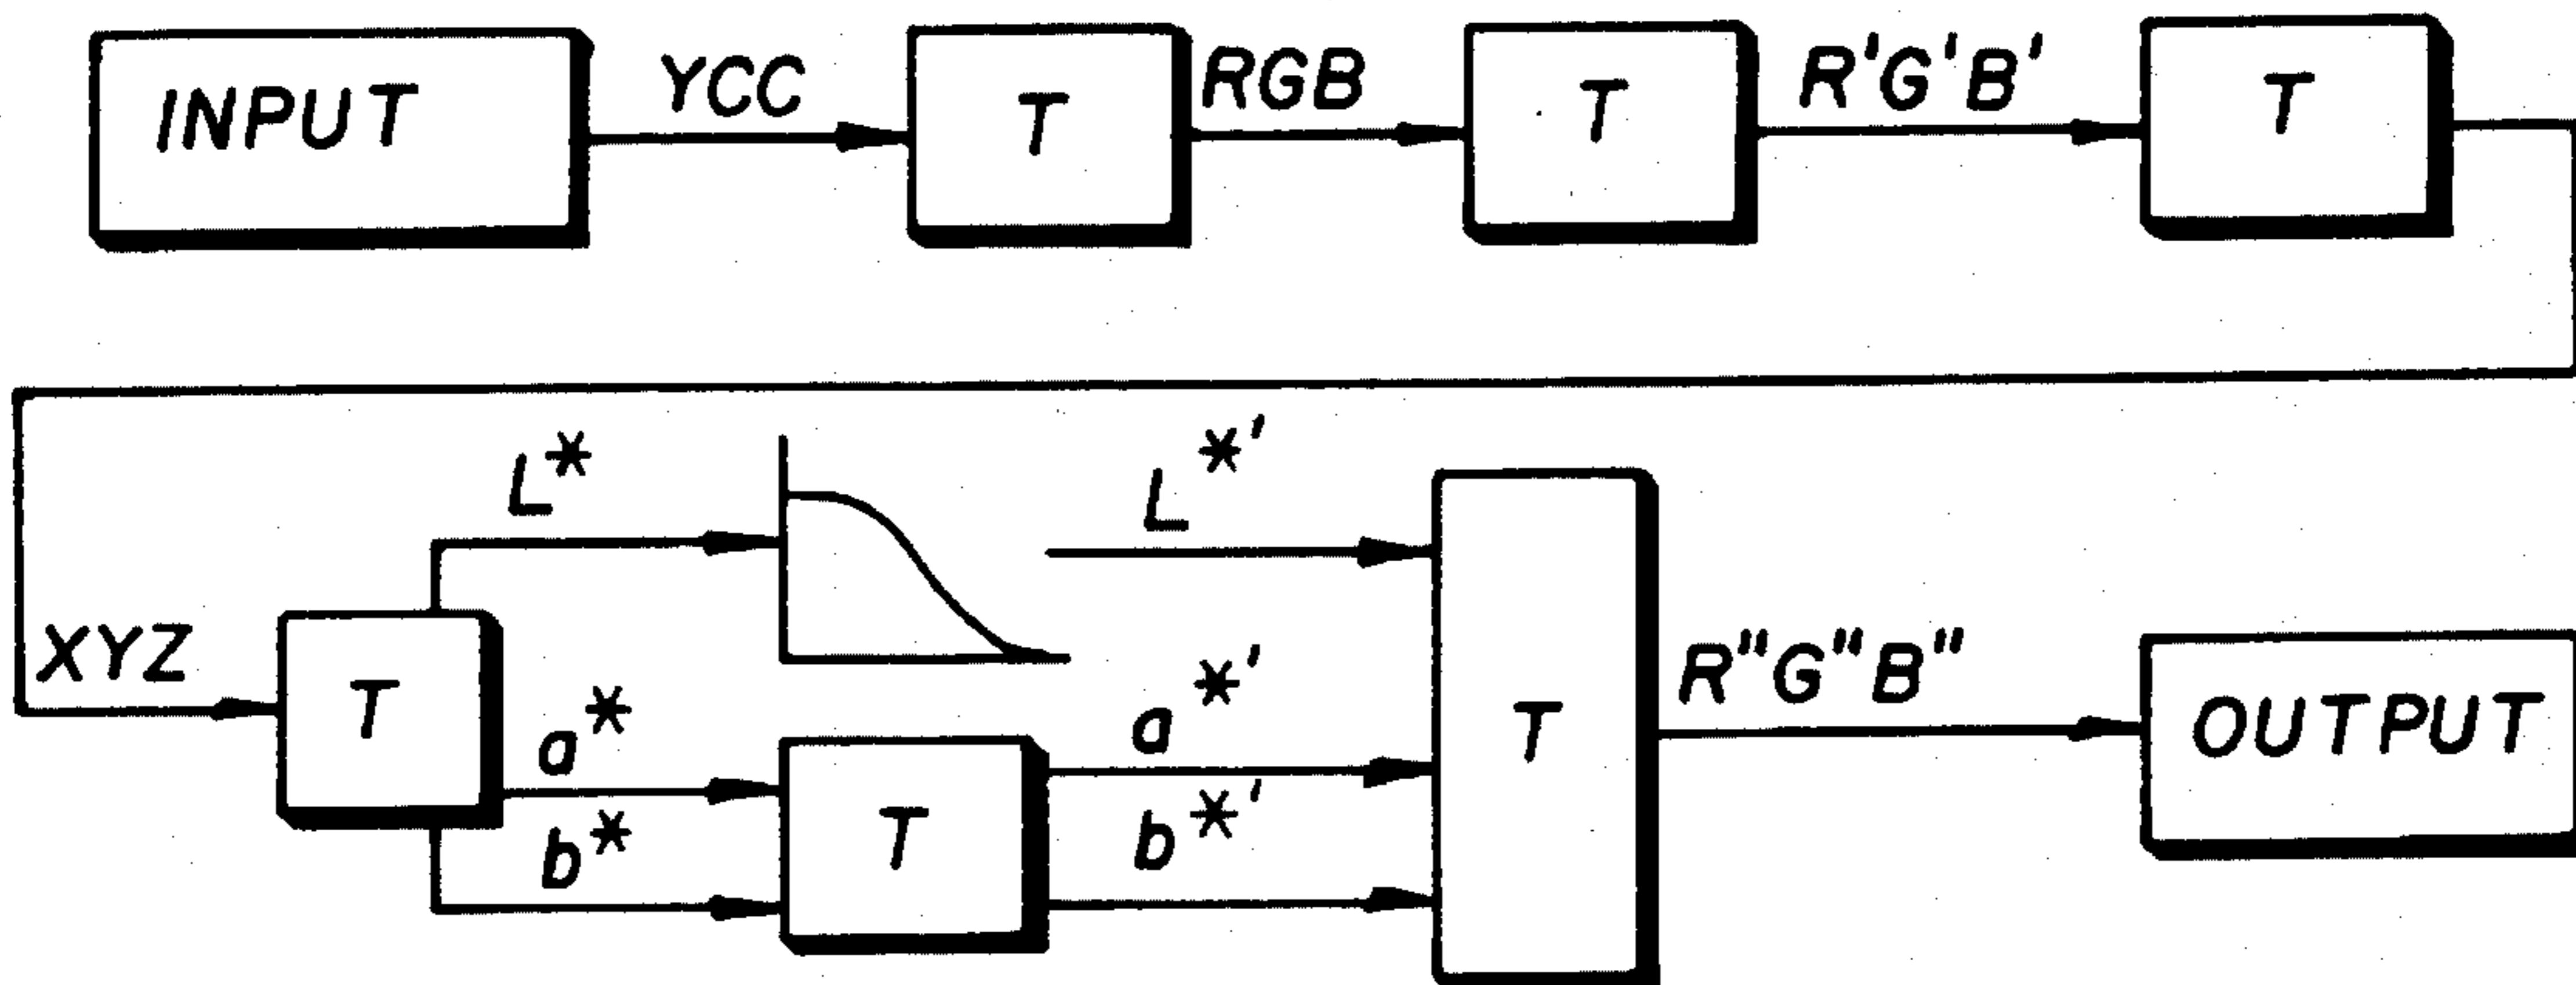 INPUT YCC T RGB T R'G'B' T
L* L*'
XYZ T a* a*' T R"G"B" OUTPUT
b* T b*'